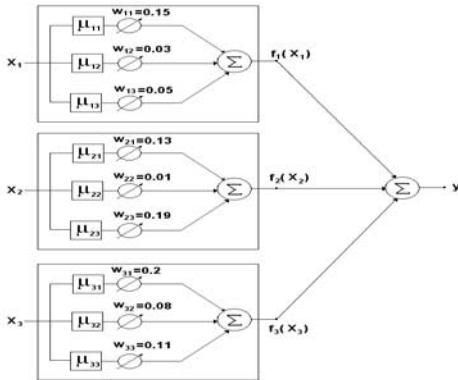 w₁₁=0.15
μ₁₁
w₁₂=0.03
X₁ μ₁₂ Σ f₁(X₁)
w₁₃=0.05
μ₁₃
w₂₁=0.13
μ₂₁
w₂₂=0.01
X₂ μ₂₂ Σ f₂(X₂) Σ y
w₂₃=0.19
μ₂₃
w₃₁=0.2
μ₃₁
w₃₂=0.08
X₃ μ₃₂ Σ f₃(X₃)
w₃₃=0.11
μ₃₃